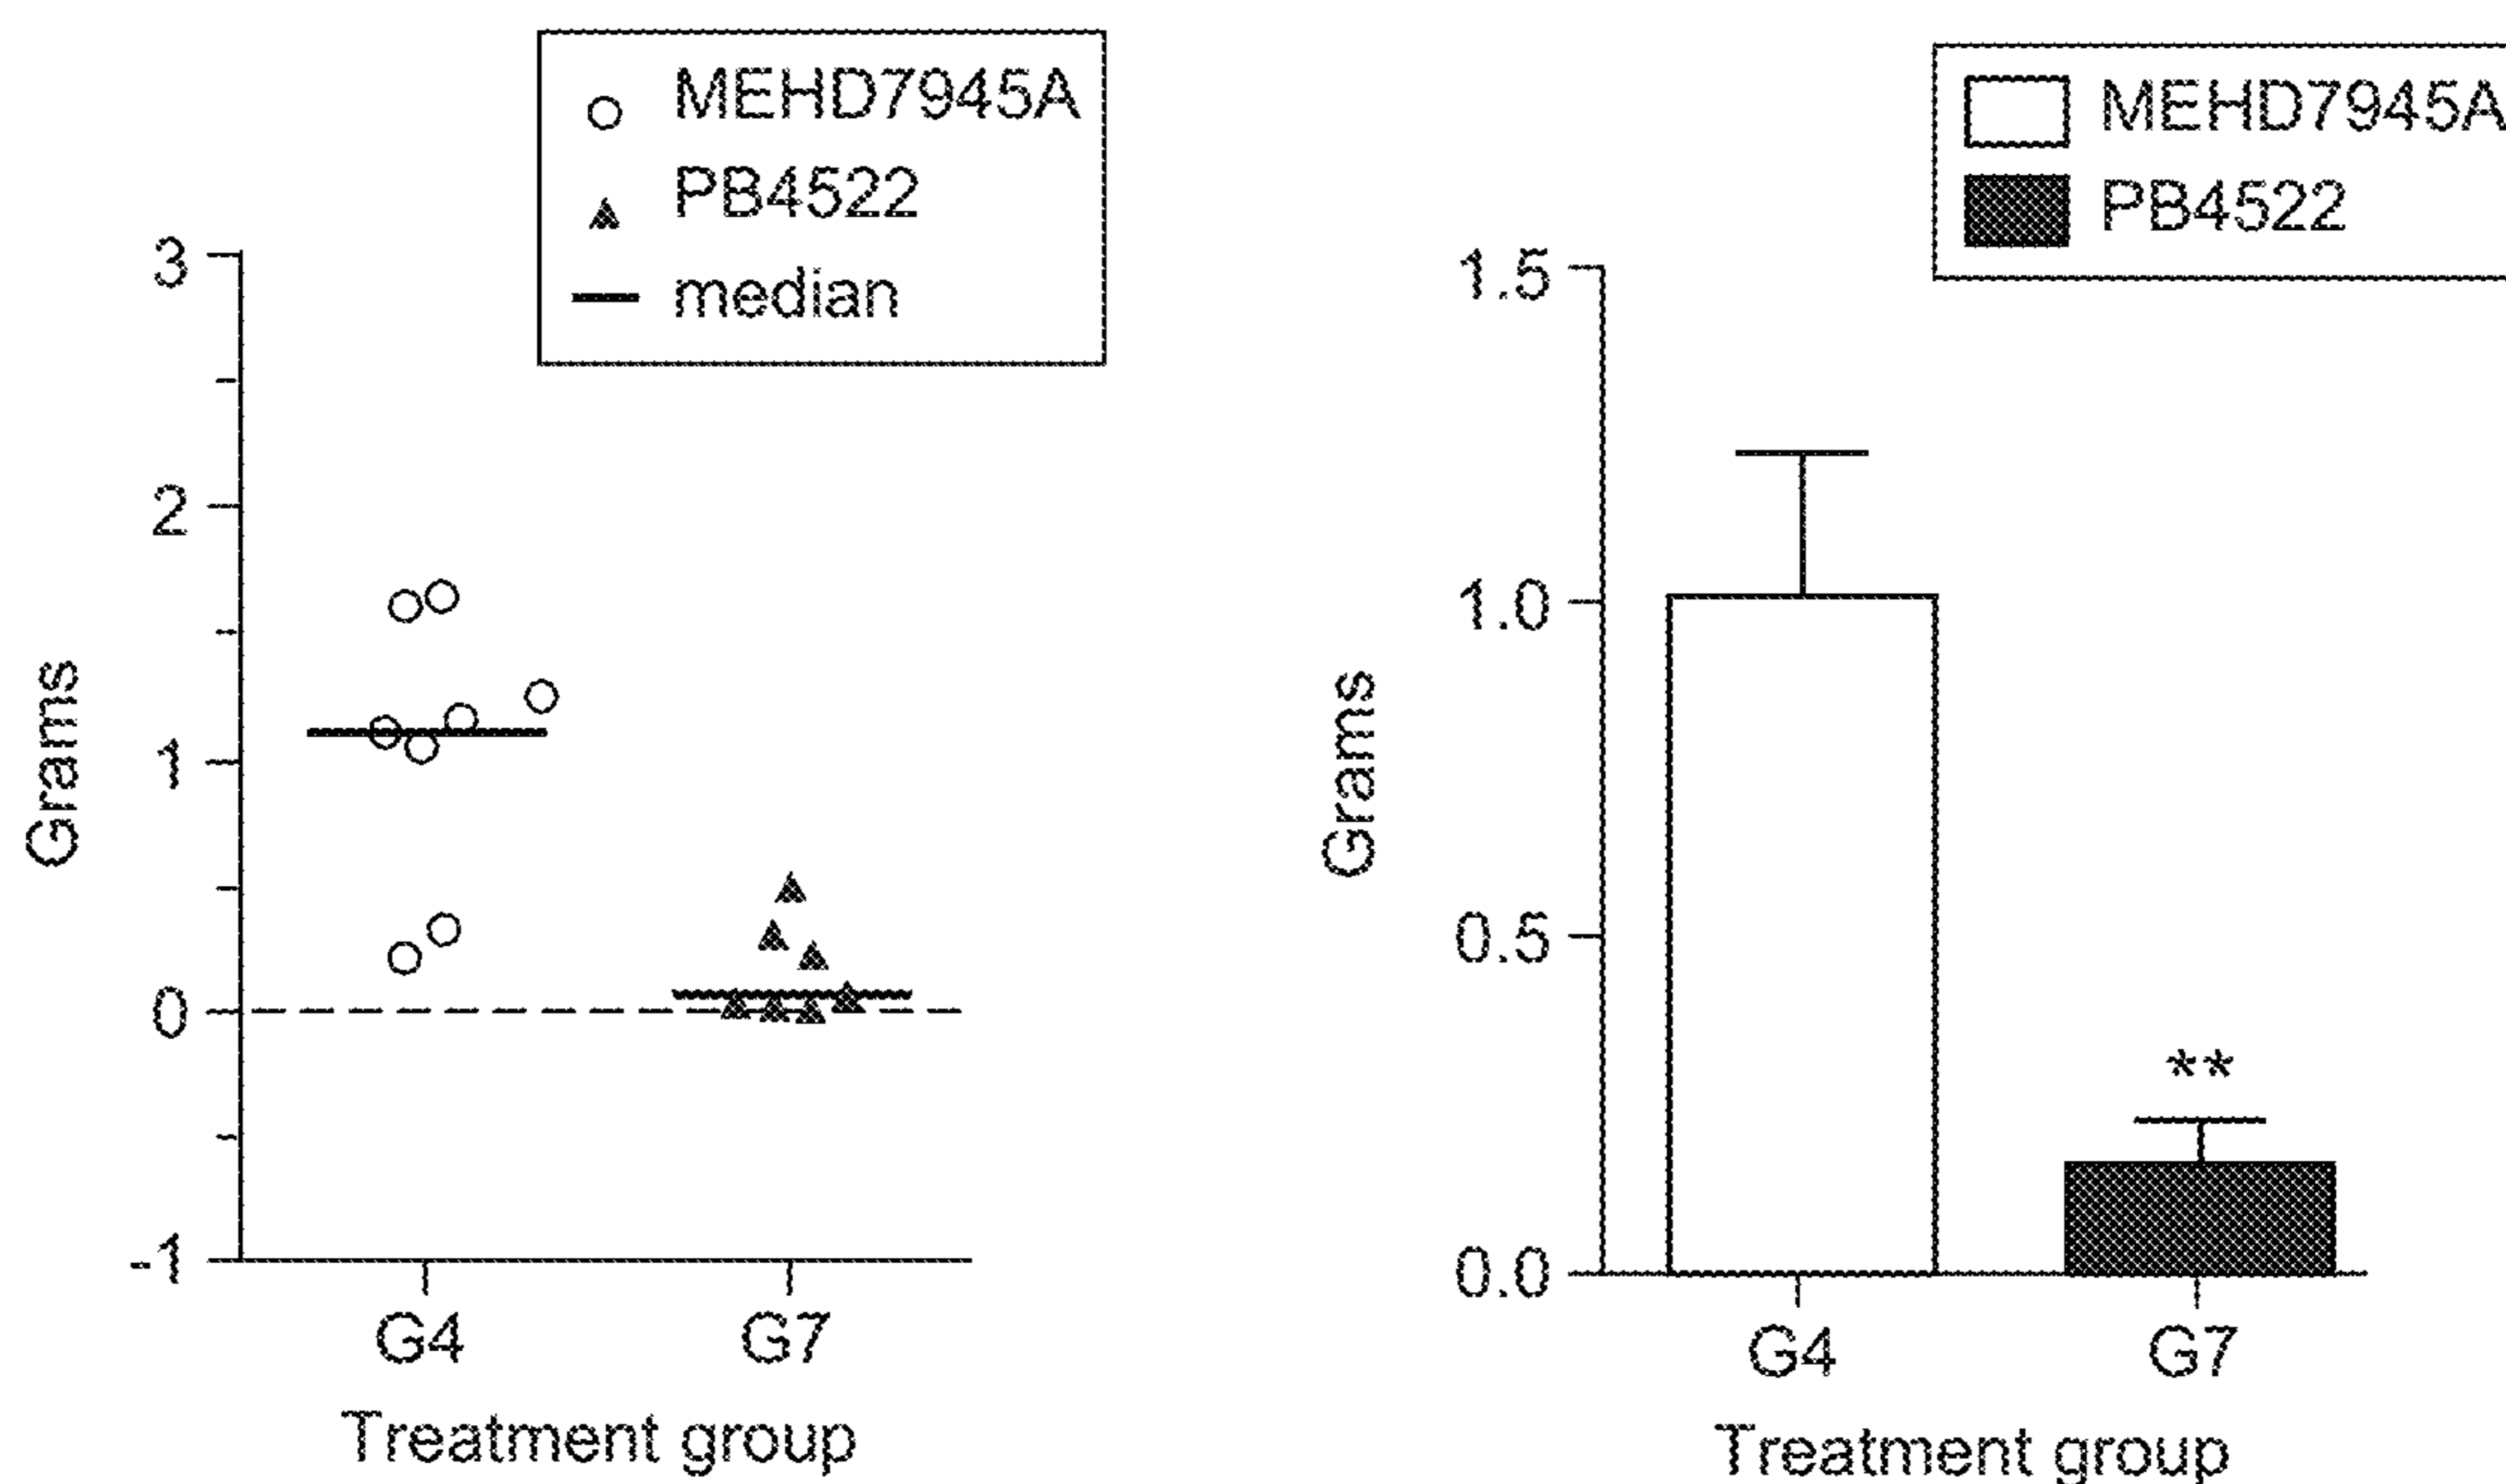 MEHD7945A
PB4522
median
3
2
1
0
-1
Grams
G4
G7
Treatment group
MEHD7945A
PB4522
1.5
1.0
0.5
0.0
Grams
**
G4
G7
Treatment group